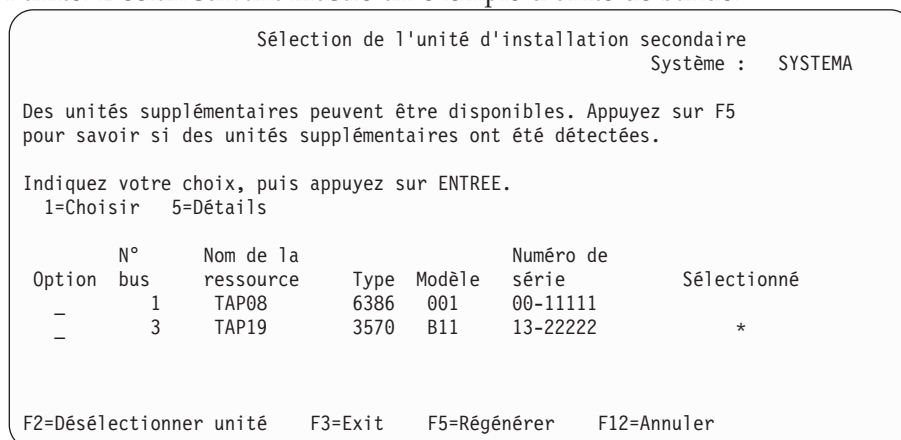 Sélection de l'unité d'installation secondaire
Système : SYSTEMA
Des unités supplémentaires peuvent être disponibles. Appuyez sur F5
pour savoir si des unités supplémentaires ont été détectées.
Indiquez votre choix, puis appuyez sur ENTREE.
1=Choisir 5=Détails
N° Nom de la Numéro de
Option bus ressource Type Modèle série Sélectionné
_ 1 TAP08 6386 001 00-11111
_ 3 TAP19 3570 B11 13-22222 *
F2=Désélectionner unité F3=Exit F5=Régénérer F12=Annuler